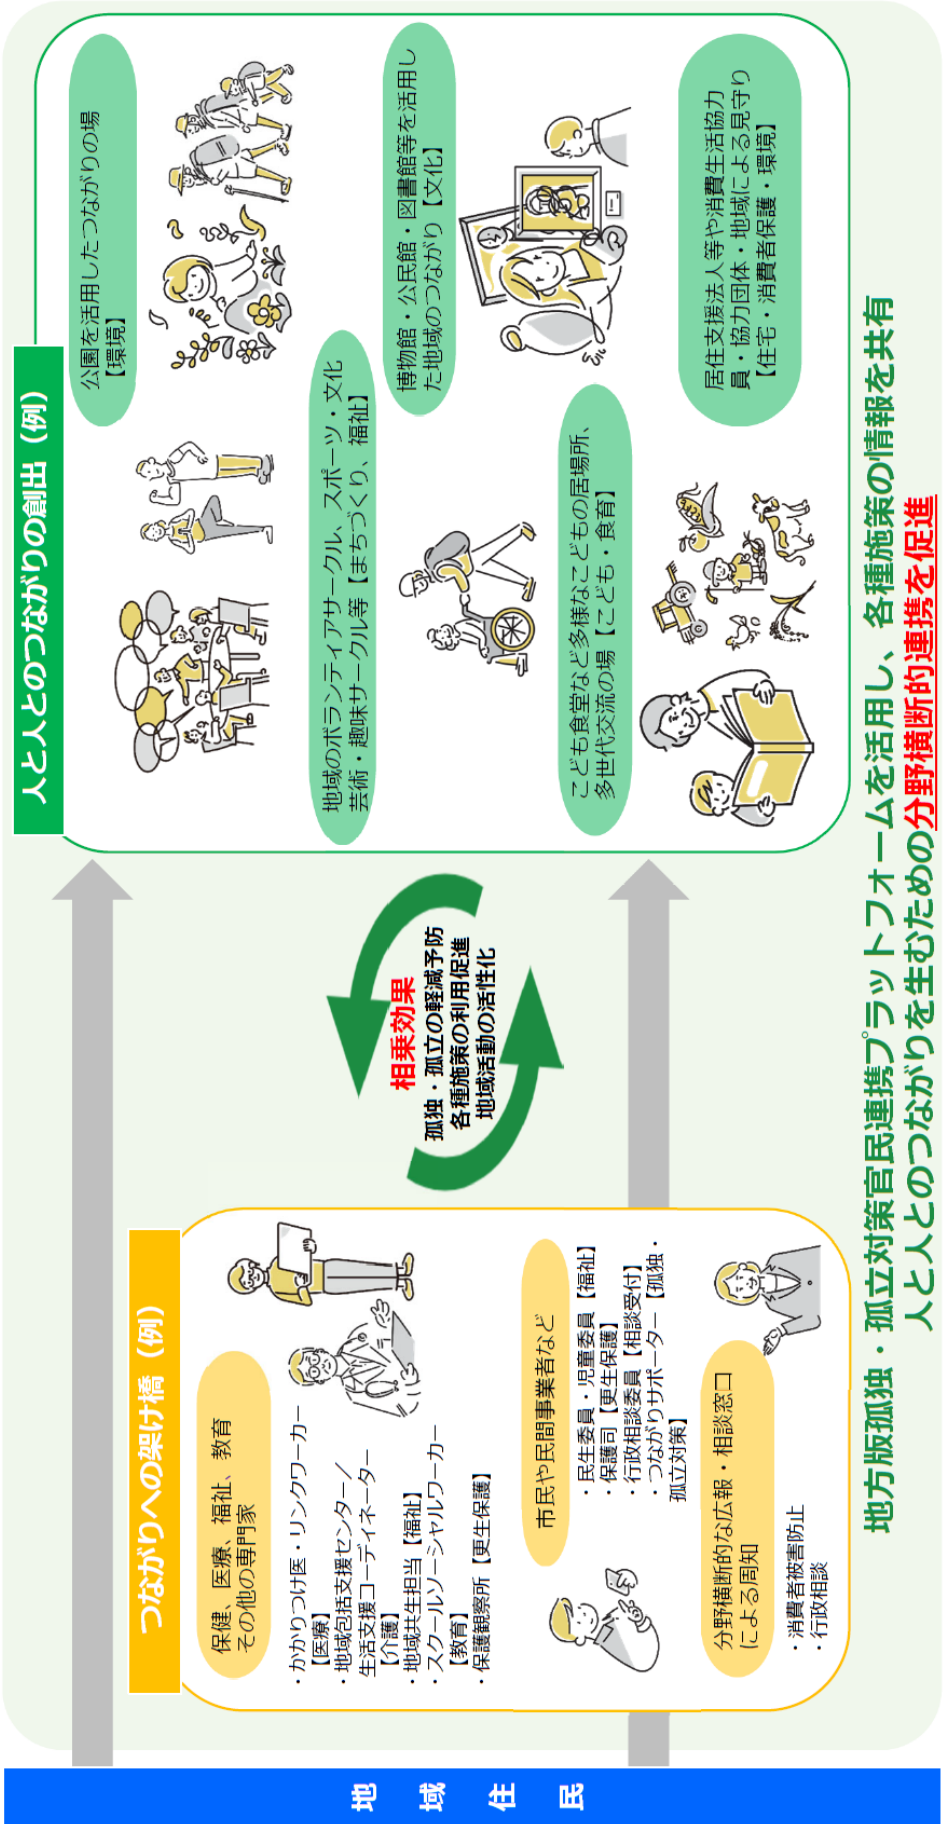 地域住民
つながりへの架け橋（例）
保健、医療、福祉、教育
その他の専門家
・かかりつけ医・リンクワーカー
【医療】
・地域包括支援センター／
生活支援コーディネーター
【介護】
・地域共生担当【福祉】
・スクールソーシャルワーカー
【教育】
・保護観察所【更生保護】
市民や民間事業者など
・民生委員・児童委員【福祉】
・保護司【更生保護】
・行政相談委員【相談受付】
・つながりサポーター【孤独・
孤立対策】
分野横断的な広報・相談窓口
による周知
・消費者被害防止
・行政相談
相乗効果
孤独・孤立の軽減予防
各種施策の利用促進
地域活動の活性化
人と人とのつながりの創出（例）
公園を活用したつながりの場
【環境】
地域のボランティアサークル、スポーツ・文化
芸術・趣味サークル等【まちづくり、福祉】
博物館・公民館・図書館等を活用し
た地域のつながり【文化】
こども食堂など多様なこどもの居場所、
多世代交流の場【こども・食育】
居住支援法人等や消費生活協力
員・協力団体・地域による見守り
【住宅・消費者保護・環境】
地方版孤独・孤立対策官民連携プラットフォームを活用し、各種施策の情報を共有
人と人とのつながりを生むための分野横断的連携を促進